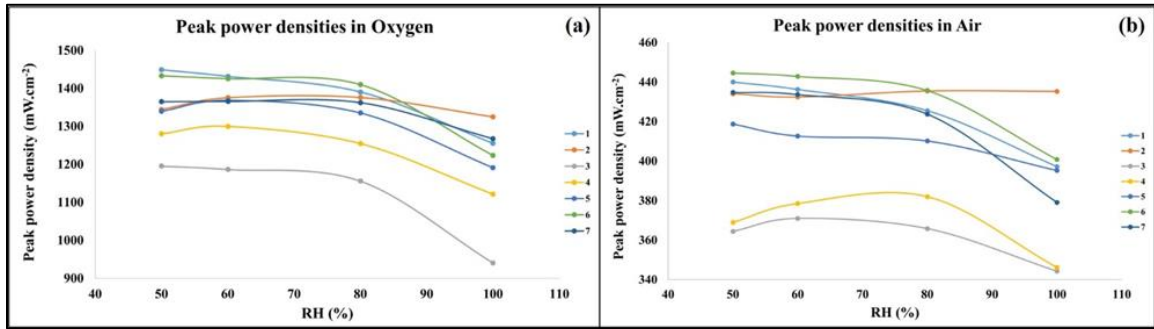 Peak power densities in Oxygen
(a)
Peak power density (mW.cm-2)
1500
1400
1300
1200
1100
1000
900
40 50 60 70 80 90 100 110
RH (%)
1
2
3
4
5
6
7
Peak power densities in Air
(b)
Peak power density (mW.cm-2)
460
440
420
400
380
360
340
40 50 60 70 80 90 100 110
RH (%)
1
2
3
4
5
6
7